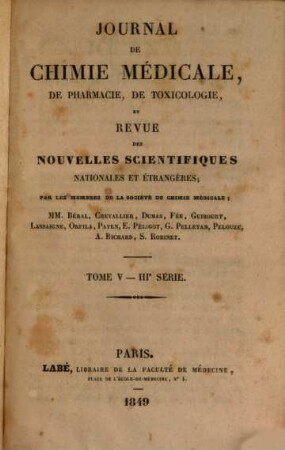 JOURNAL
DE
CHIMIE MÉDICALE,
DE PHARMACIE, DE TOXICOLOGIE,
ET
REVUE
DES
NOUVELLES SCIENTIFIQUES
NATIONALES ET ÉTRANGÈRES;
PAR LES MEMBRES DE LA SOCIÉTÉ DE CHIMIE MÉDICALE;
MM. BÉRAL, CHEVALLIER, DUMAS, FÉE, GUIBOURT,
LASSAIGNE, ORFILA, PAYEN, E. PÉLIGOT, G. PELLETAN, PELOUZE,
A. RICHARD, S. ROBINET.
TOME V — IIIe SÉRIE.
PARIS.
LABÉ, LIBRAIRE DE LA FACULTÉ DE MÉDECINE,
PLACE DE L'ÉCOLE-DE-MÉDECINE, N° 4.
1849